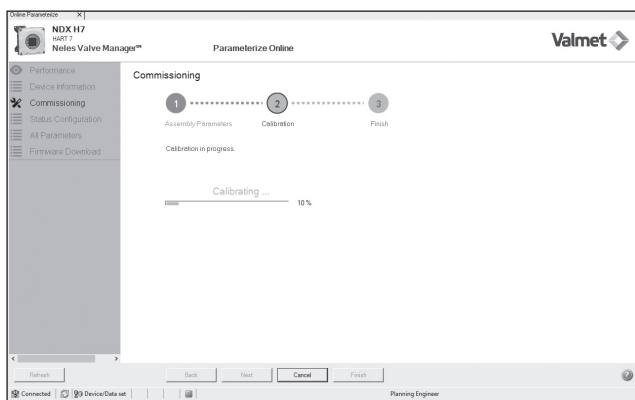 Online Parameterize X
NDX H7
HART 7
Neles Valve Manager℠ Parameterize Online
Valmet
Performance
Device Information
Commissioning
Status Configuration
All Parameters
Firmware Download
Commissioning
1 2 3
Assembly Parameters Calibration Finish
Calibration in progress.
Calibrating ...
10 %
Refresh Back Next Cancel Finish
Connected Device/Data set Planning Engineer